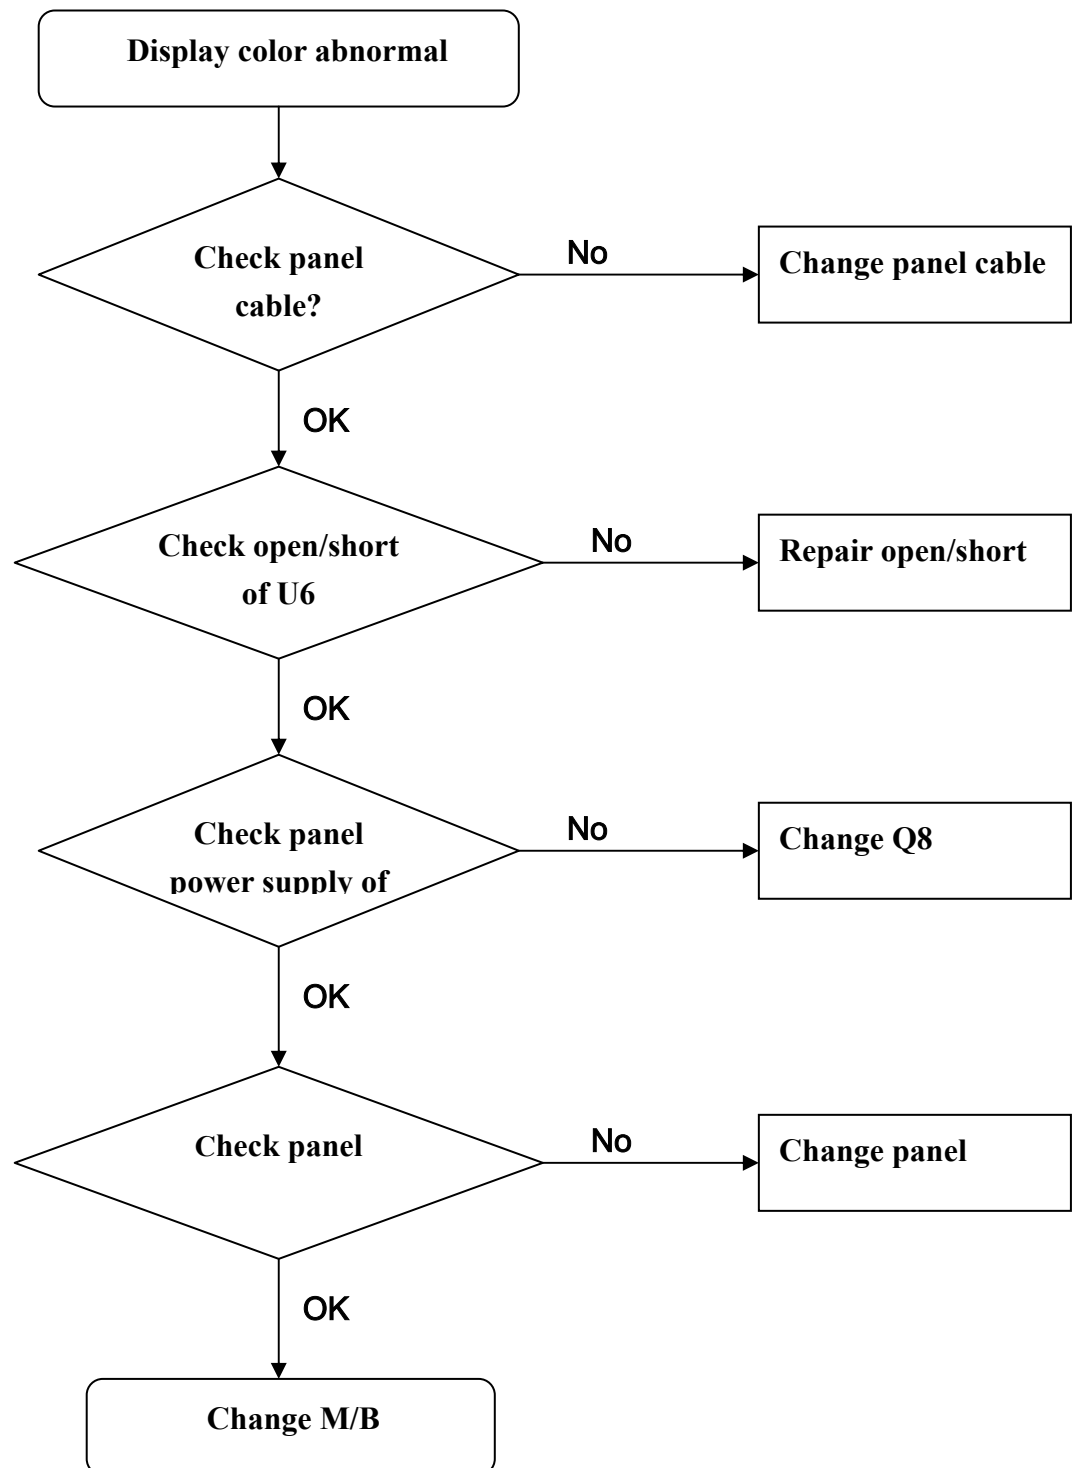 Display color abnormal
Check panel
cable?
No
Change panel cable
OK
Check open/short
of U6
No
Repair open/short
OK
Check panel
power supply of
No
Change Q8
OK
Check panel
No
Change panel
OK
Change M/B